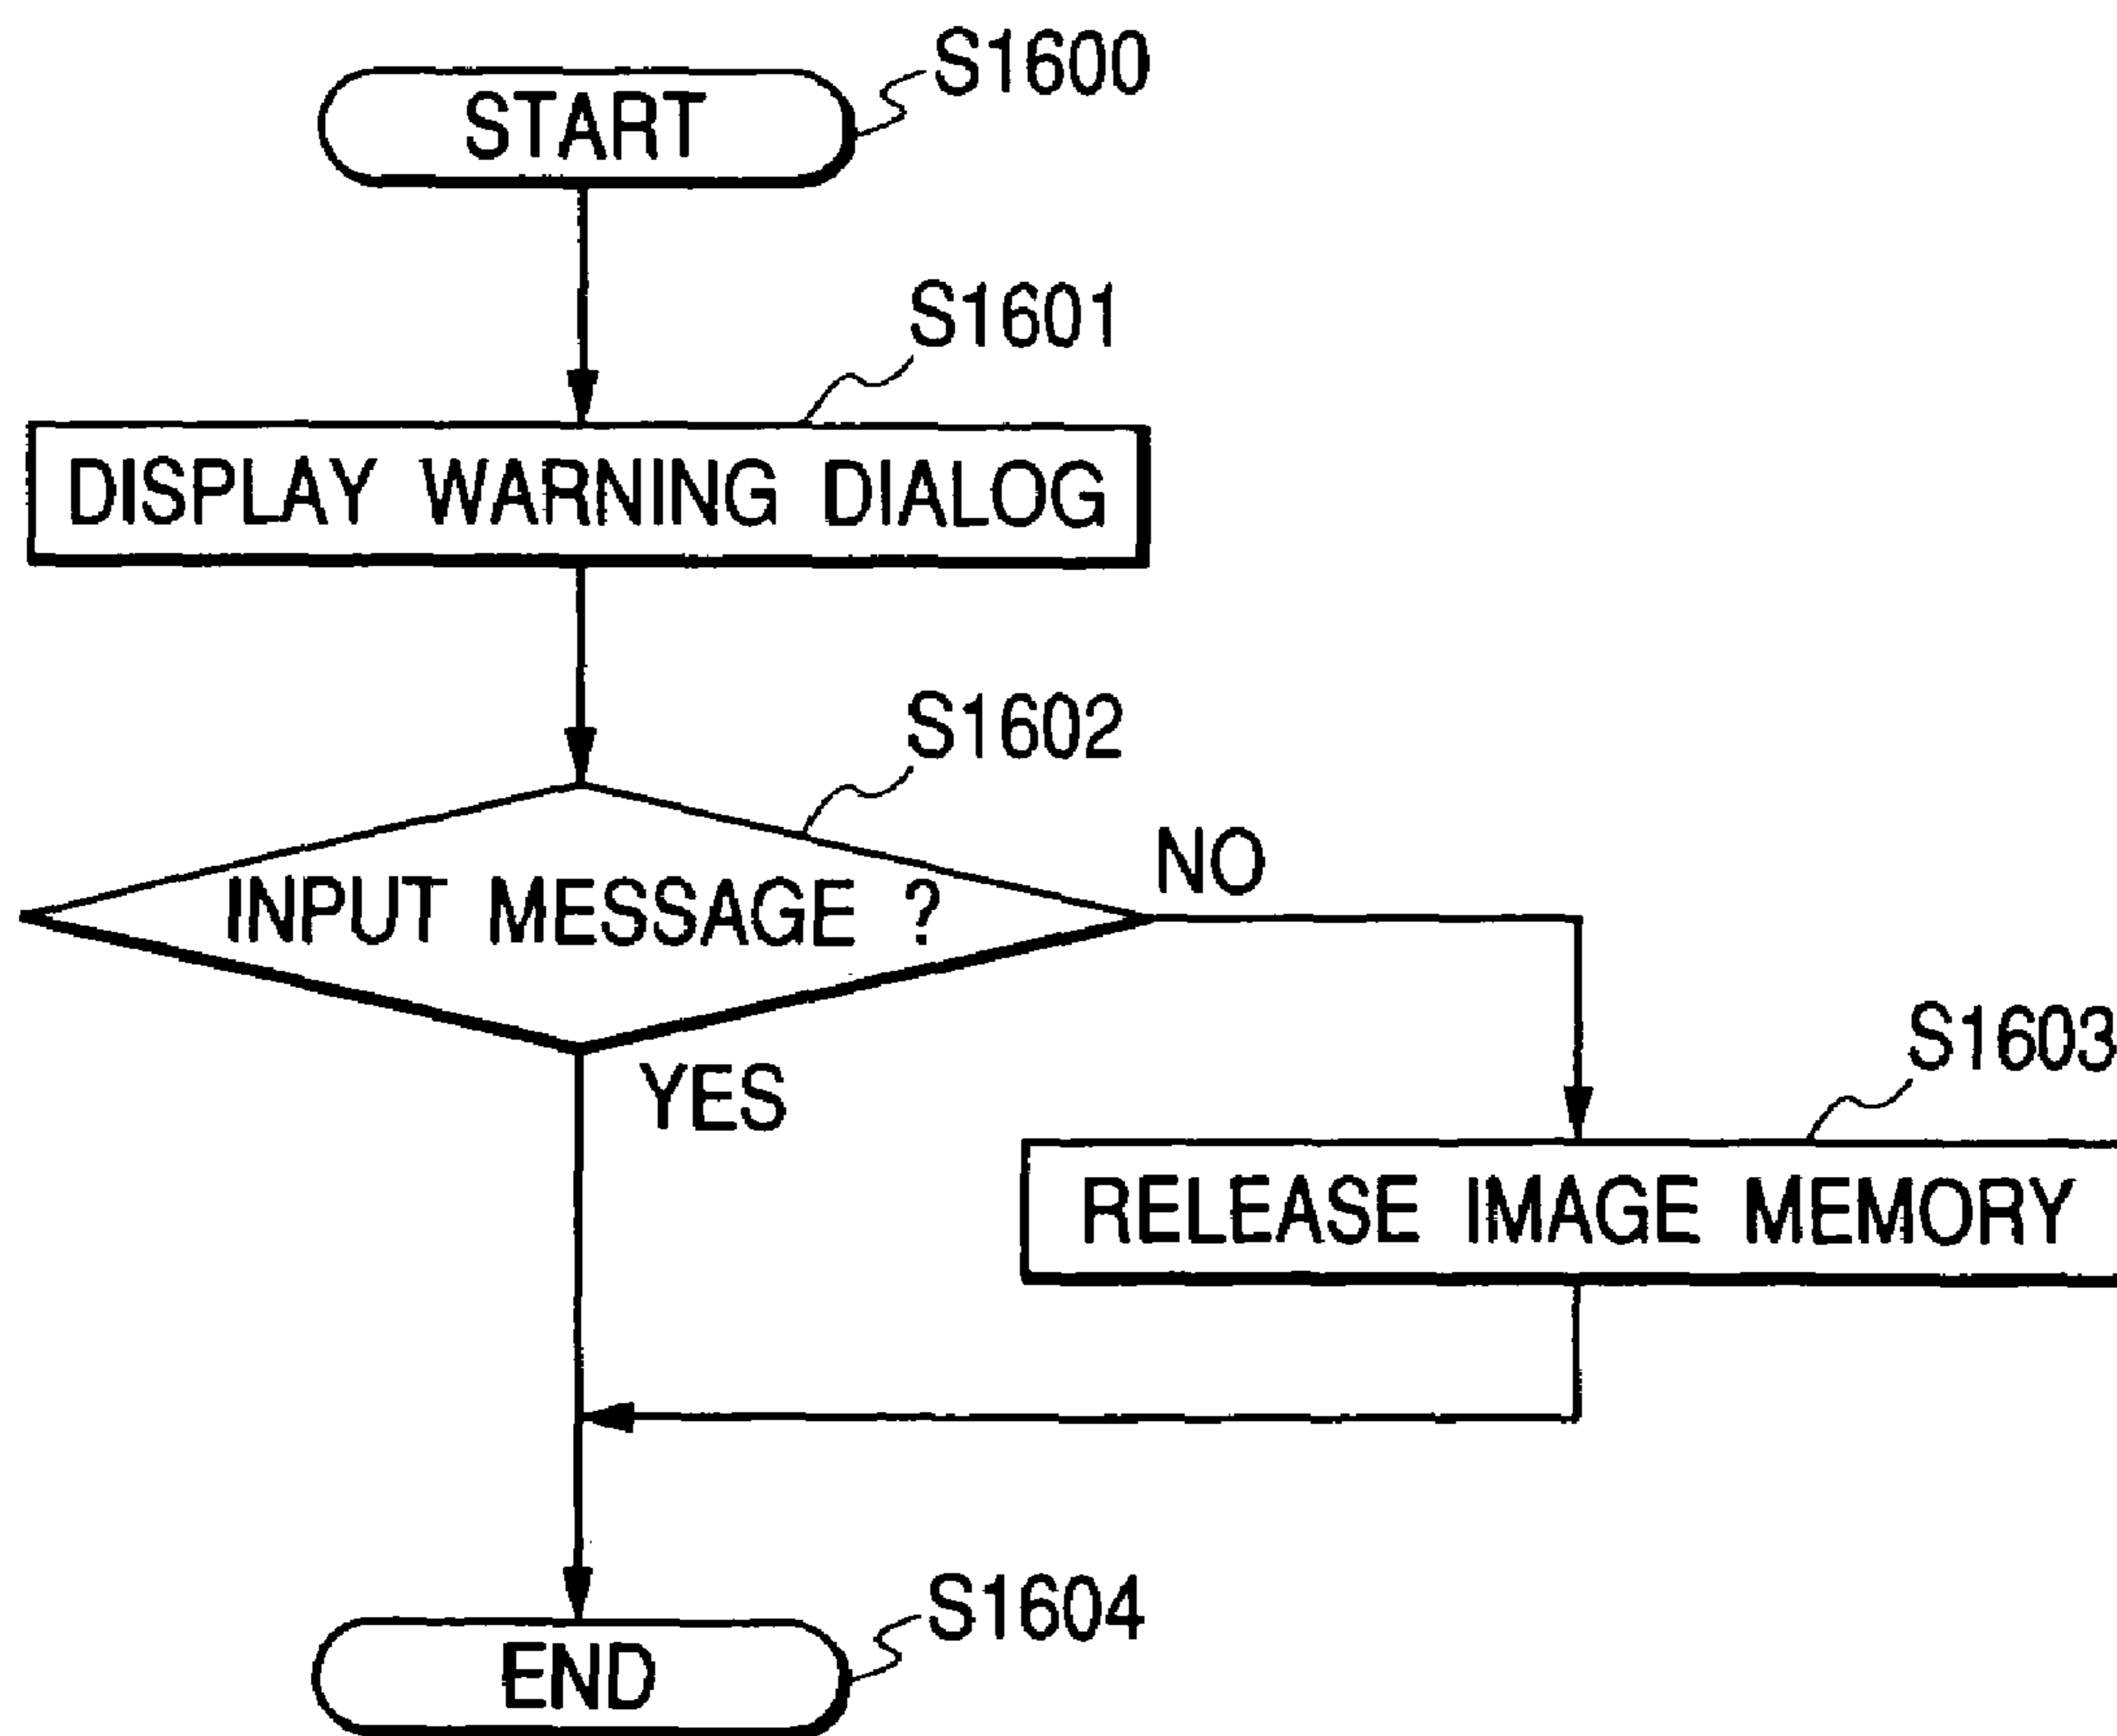 START
S1600
S1601
DISPLAY WARNING DIALOG
S1602
INPUT MESSAGE ?
NO
YES
S1603
RELEASE IMAGE MEMORY
S1604
END